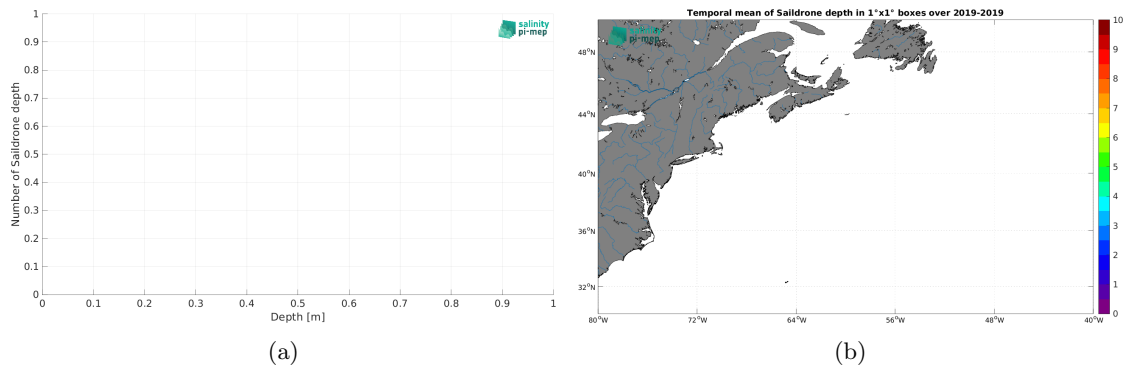 1
0.9
0.8
0.7
0.6
0.5
0.4
0.3
0.2
0.1
0
Number of Saildrone depth
salinity
pi-mep
0 0.1 0.2 0.3 0.4 0.5 0.6 0.7 0.8 0.9 1
Depth [m]
(a)
Temporal mean of Saildrone depth in 1°x1° boxes over 2019-2019
salinity
pi-mep
48°N
44°N
40°N
36°N
32°N
80°W 72°W 64°W 56°W 48°W 40°W
10
9
8
7
6
5
4
3
2
1
0
(b)